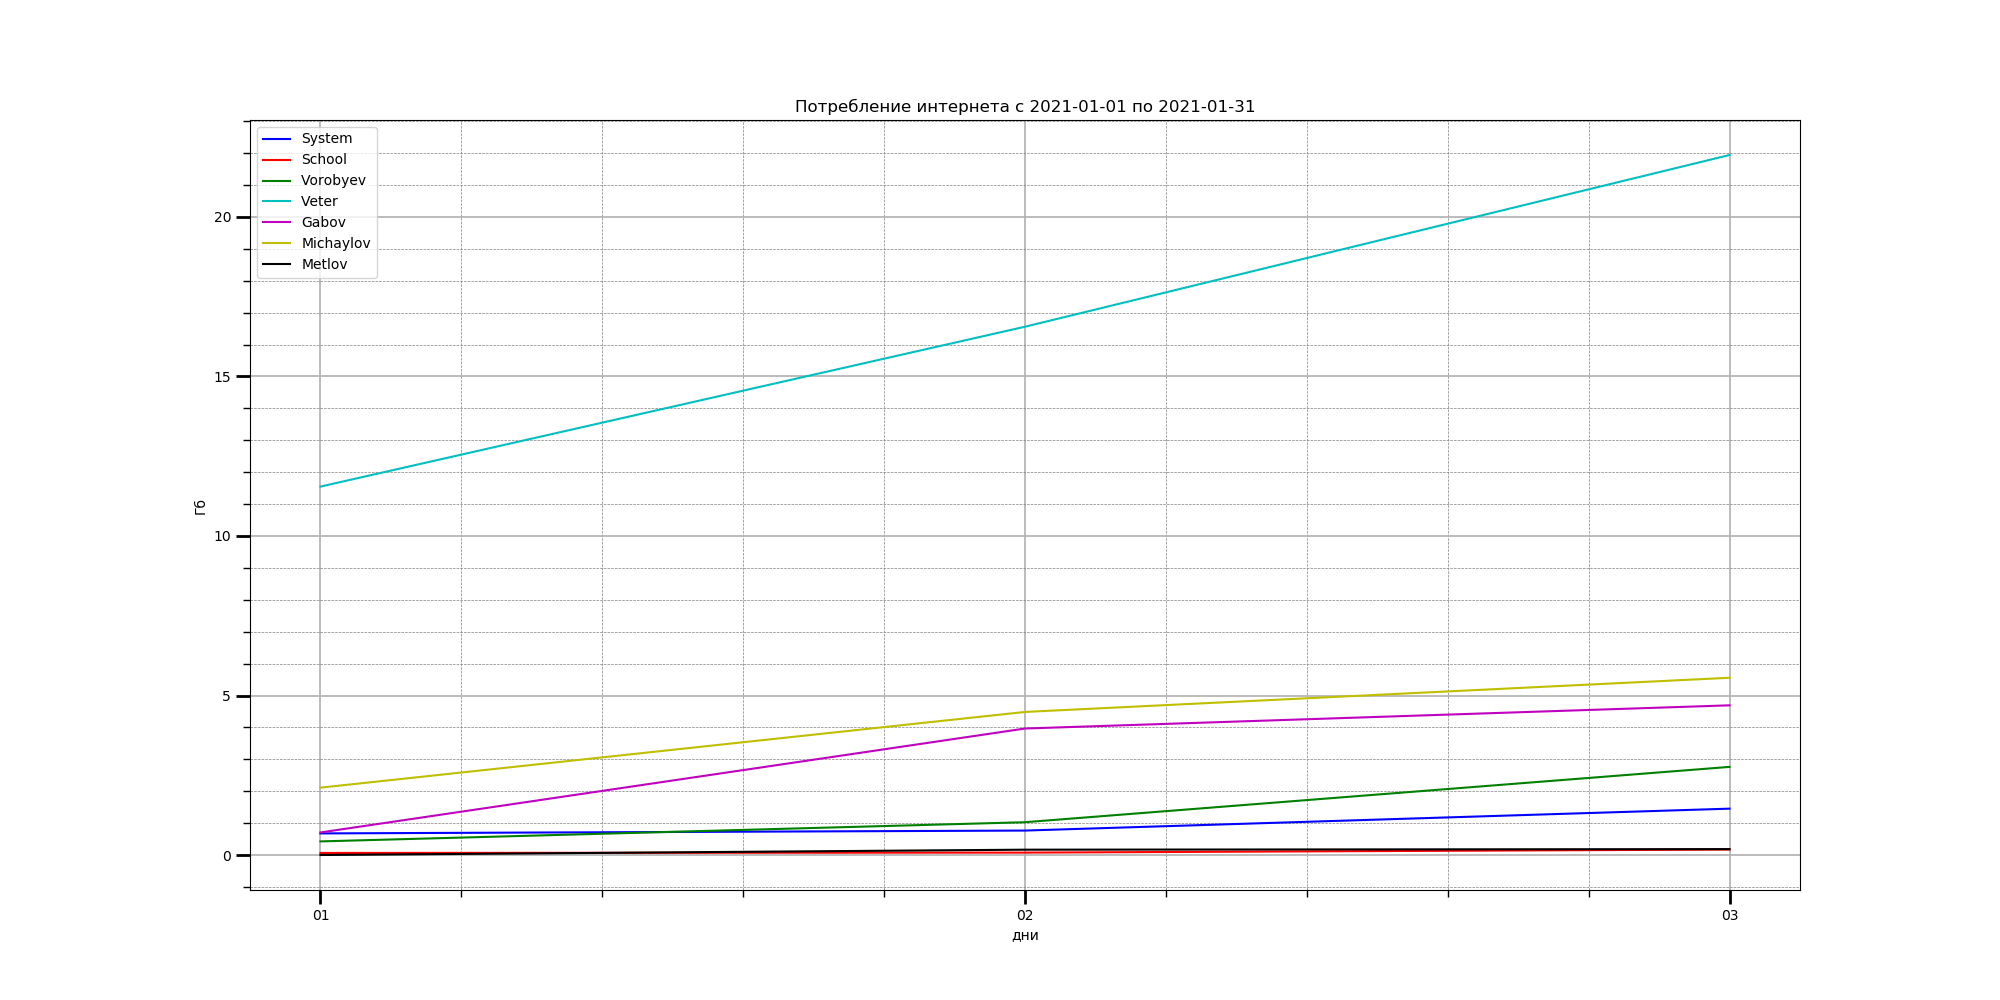 Потребление интернета с 2021-01-01 по 2021-01-31
System
School
Vorobyev
Veter
Gabov
Michaylov
Metlov
20
15
10
5
0
Гб
01 02 03
дни